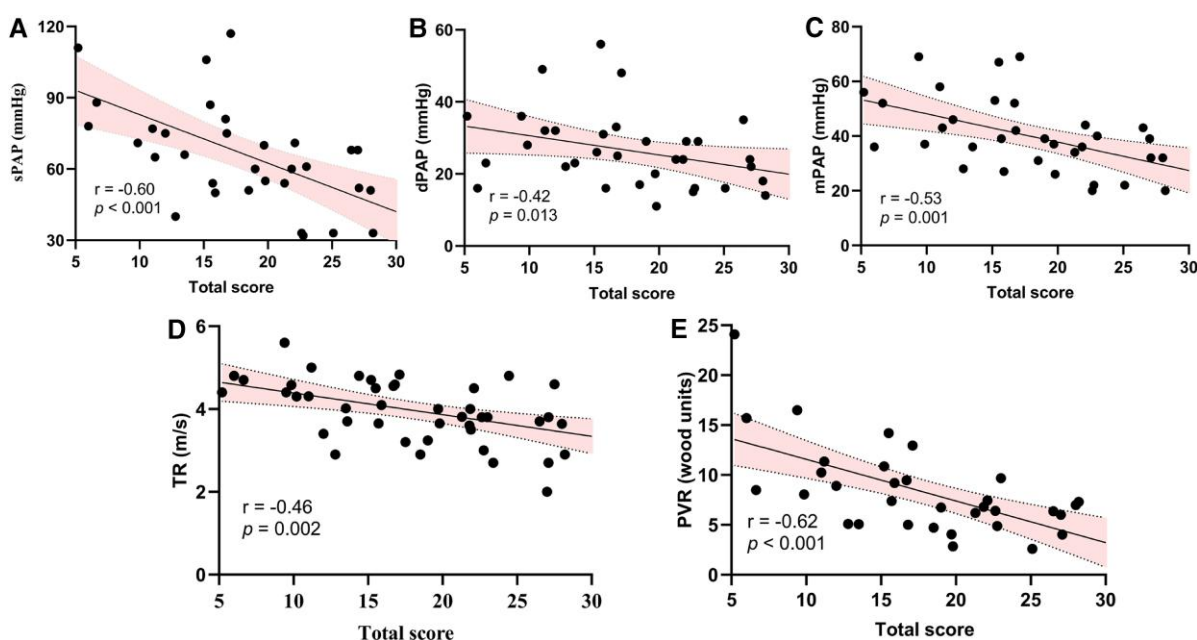 A
sPAP (mmHg)
120
90
60
30
r = -0.60
p < 0.001
5 10 15 20 25 30
Total score
B
dPAP (mmHg)
60
40
20
0
r = -0.42
p = 0.013
5 10 15 20 25 30
Total score
C
mPAP (mmHg)
80
60
40
20
0
r = -0.53
p = 0.001
5 10 15 20 25 30
Total score
D
TR (m/s)
6
4
2
0
r = -0.46
p = 0.002
5 10 15 20 25 30
Total score
E
PVR (wood units)
25
20
15
10
5
0
r = -0.62
p < 0.001
5 10 15 20 25 30
Total score